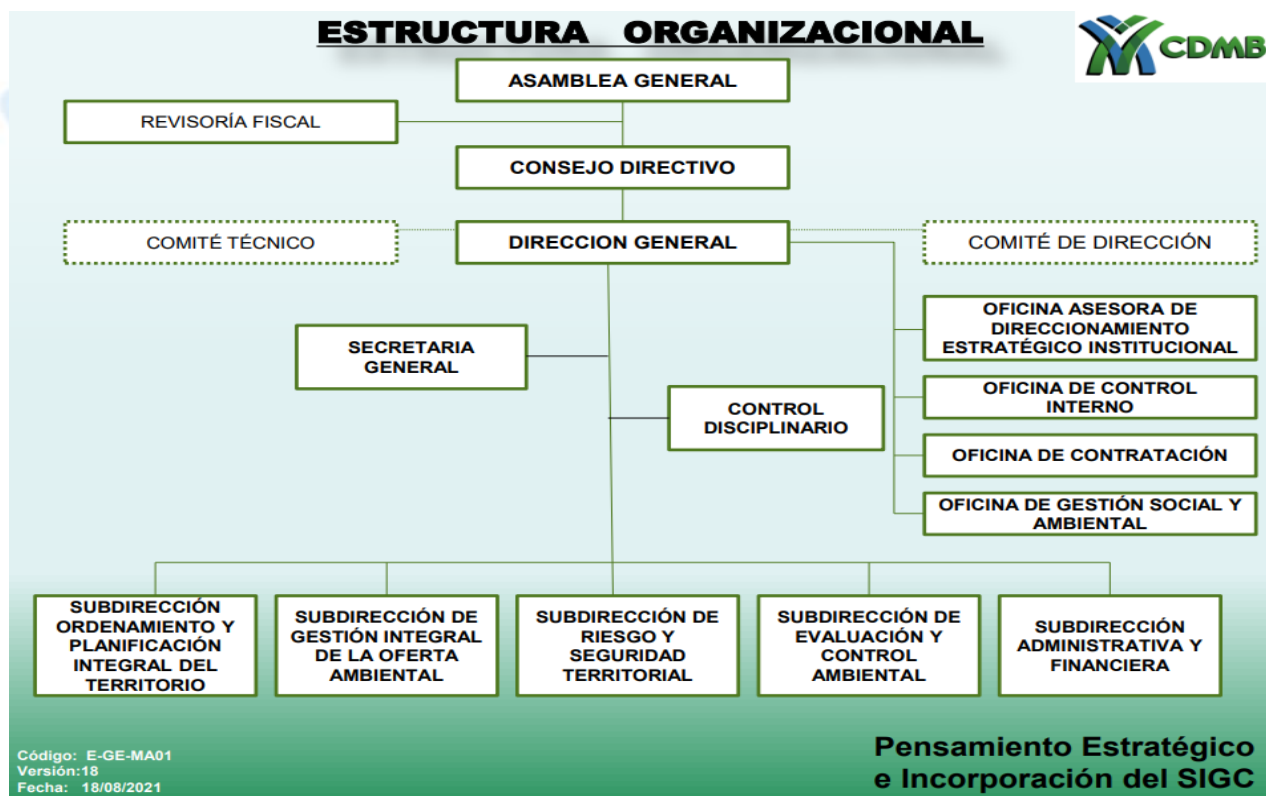 ESTRUCTURA ORGANIZACIONAL
CDMB
ASAMBLEA GENERAL
REVISORÍA FISCAL
CONSEJO DIRECTIVO
COMITÉ TÉCNICO
DIRECCION GENERAL
COMITÉ DE DIRECCIÓN
OFICINA ASESORA DE
DIRECCIONAMIENTO
ESTRATÉGICO INSTITUCIONAL
SECRETARIA
GENERAL
OFICINA DE CONTROL
INTERNO
CONTROL
DISCIPLINARIO
OFICINA DE CONTRATACIÓN
OFICINA DE GESTIÓN SOCIAL Y
AMBIENTAL
SUBDIRECCIÓN
ORDENAMIENTO Y
PLANIFICACIÓN
INTEGRAL DEL
TERRITORIO
SUBDIRECCIÓN DE
GESTIÓN INTEGRAL
DE LA OFERTA
AMBIENTAL
SUBDIRECCIÓN DE
RIESGO Y
SEGURIDAD
TERRITORIAL
SUBDIRECCIÓN DE
EVALUACIÓN Y
CONTROL
AMBIENTAL
SUBDIRECCIÓN
ADMINISTRATIVA Y
FINANCIERA
Código: E-GE-MA01
Versión:18
Fecha: 18/08/2021
Pensamiento Estratégico
e Incorporación del SIGC